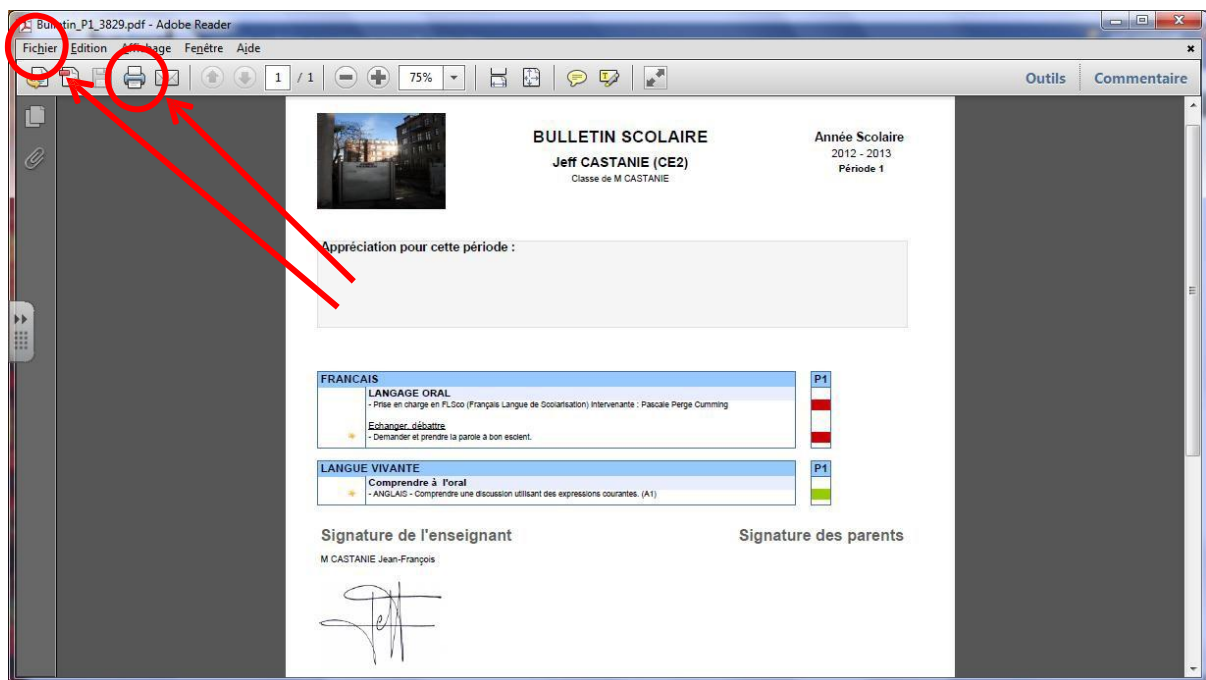 Bulletin_P1_3829.pdf - Adobe Reader
Fichier Edition Affichage Fenêtre Aide
1 / 1 75% Outils Commentaire
BULLETIN SCOLAIRE
Jeff CASTANIE (CE2)
Classe de M CASTANIE
Année Scolaire
2012 - 2013
Période 1
Appréciation pour cette période :
FRANCAIS P1
LANGAGE ORAL
- Prise en charge en FLSco (Français Langue de Scolarisation) Intervenante : Pascale Perge Cumming
Echanger, débattre
- Demander et prendre la parole à bon escient.
LANGUE VIVANTE P1
Comprendre à l'oral
- ANGLAIS - Comprendre une discussion utilisant des expressions courantes. (A1)
Signature de l'enseignant Signature des parents
M CASTANIE Jean-François
Jeff